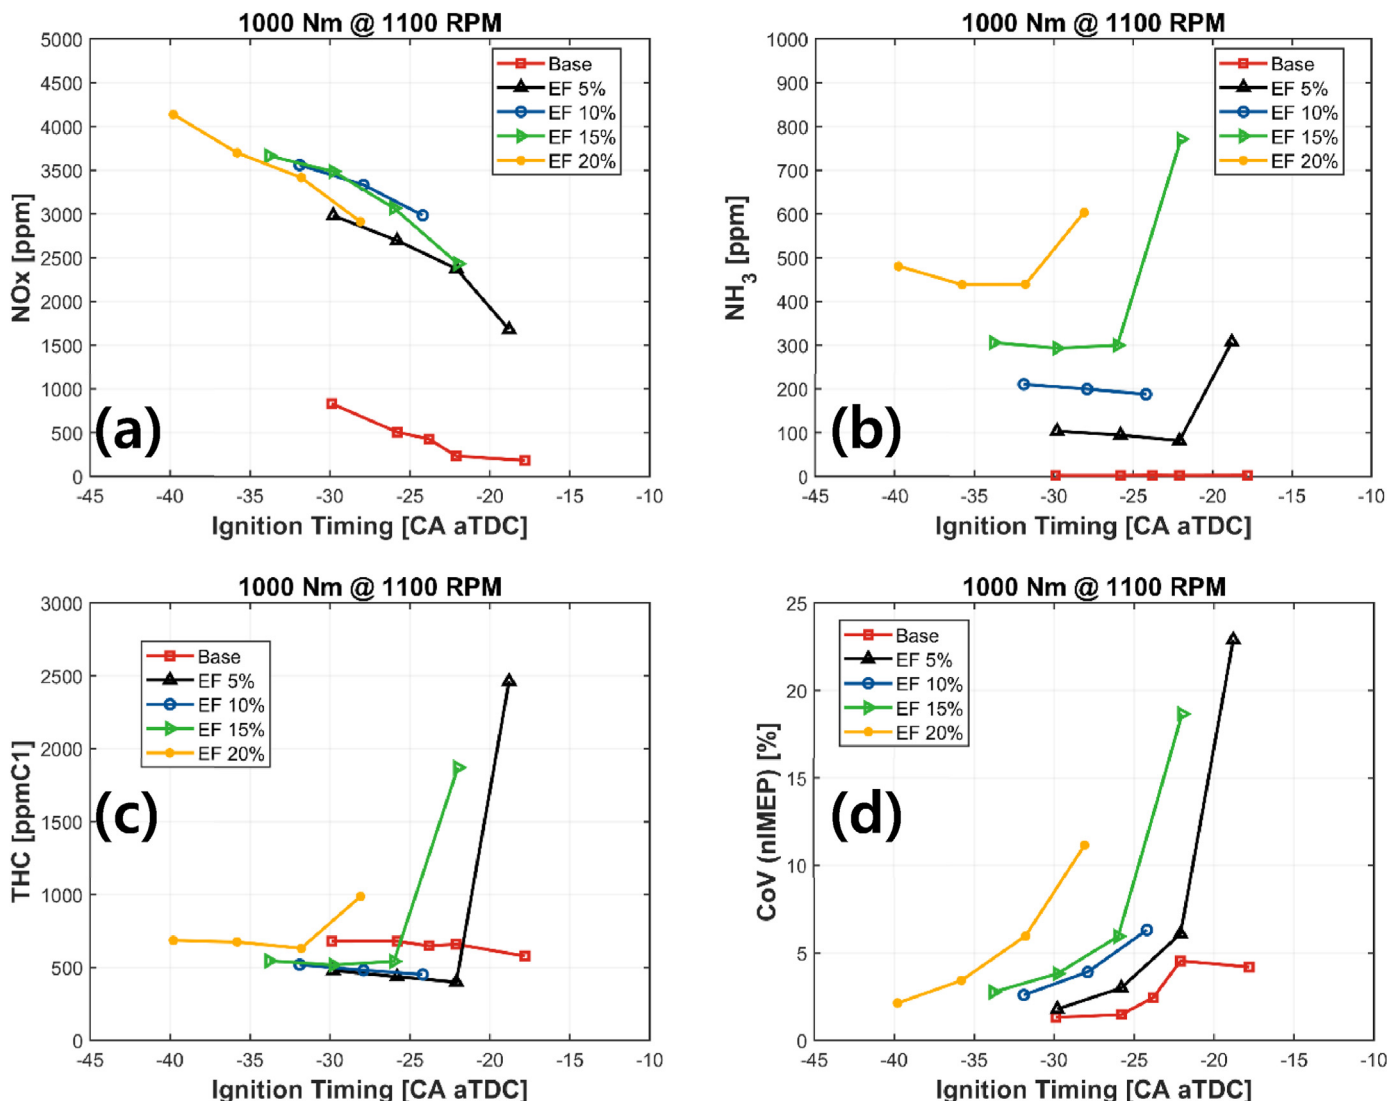 1000 Nm @ 1100 RPM
5000
4500
4000
3500
3000
2500
2000
1500
1000
500
0
NOx [ppm]
Base
EF 5%
EF 10%
EF 15%
EF 20%
(a)
-45 -40 -35 -30 -25 -20 -15 -10
Ignition Timing [CA aTDC]
1000 Nm @ 1100 RPM
1000
900
800
700
600
500
400
300
200
100
0
NH3 [ppm]
Base
EF 5%
EF 10%
EF 15%
EF 20%
(b)
-45 -40 -35 -30 -25 -20 -15 -10
Ignition Timing [CA aTDC]
1000 Nm @ 1100 RPM
3000
2500
2000
1500
1000
500
0
THC [ppmC1]
Base
EF 5%
EF 10%
EF 15%
EF 20%
(c)
-45 -40 -35 -30 -25 -20 -15 -10
Ignition Timing [CA aTDC]
1000 Nm @ 1100 RPM
25
20
15
10
5
0
CoV (nIMEP) [%]
Base
EF 5%
EF 10%
EF 15%
EF 20%
(d)
-45 -40 -35 -30 -25 -20 -15 -10
Ignition Timing [CA aTDC]